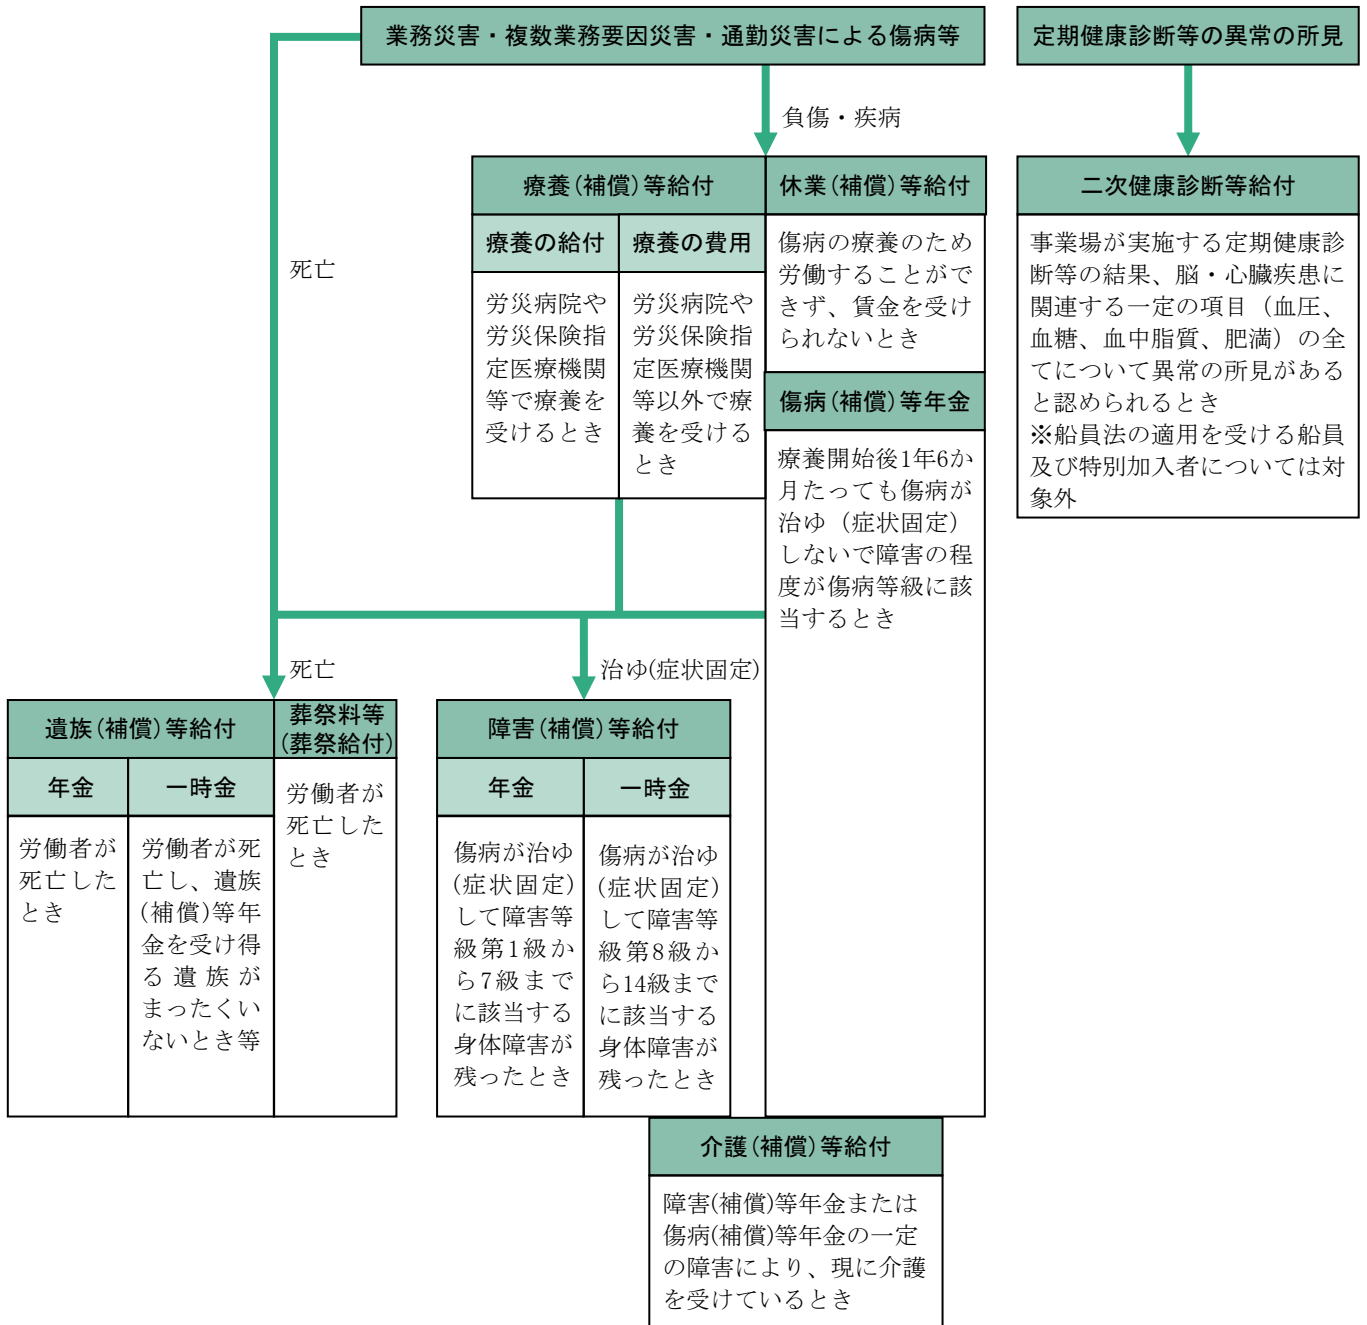 業務災害・複数業務要因災害・通勤災害による傷病等
定期健康診断等の異常の所見
負傷・疾病
死亡
療養(補償)等給付
療養の給付
労災病院や
労災保険指
定医療機関
等で療養を
受けるとき
療養の費用
労災病院や
労災保険指
定医療機関
等以外で療
養を受ける
とき
休業(補償)等給付
傷病の療養のため
労働することがで
きず、賃金を受け
られないとき
傷病(補償)等年金
療養開始後1年6か
月たっても傷病が
治ゆ（症状固定）
しないで障害の程
度が傷病等級に該
当するとき
二次健康診断等給付
事業場が実施する定期健康診
断等の結果、脳・心臓疾患に
関連する一定の項目（血圧、
血糖、血中脂質、肥満）の全
てについて異常の所見がある
と認められるとき
※船員法の適用を受ける船員
及び特別加入者については対
象外
死亡
治ゆ(症状固定)
遺族(補償)等給付
年金
労働者が
死亡した
とき
一時金
労働者が死
亡し、遺族
(補償)等年
金を受け得
る遺族が
まったくい
ないとき等
葬祭料等
(葬祭給付)
労働者が
死亡した
とき
障害(補償)等給付
年金
傷病が治ゆ
(症状固定)
して障害等
級第1級か
ら7級まで
に該当する
身体障害が
残ったとき
一時金
傷病が治ゆ
(症状固定)
して障害等
級第8級か
ら14級まで
に該当する
身体障害が
残ったとき
介護(補償)等給付
障害(補償)等年金または
傷病(補償)等年金の一定
の障害により、現に介護
を受けているとき